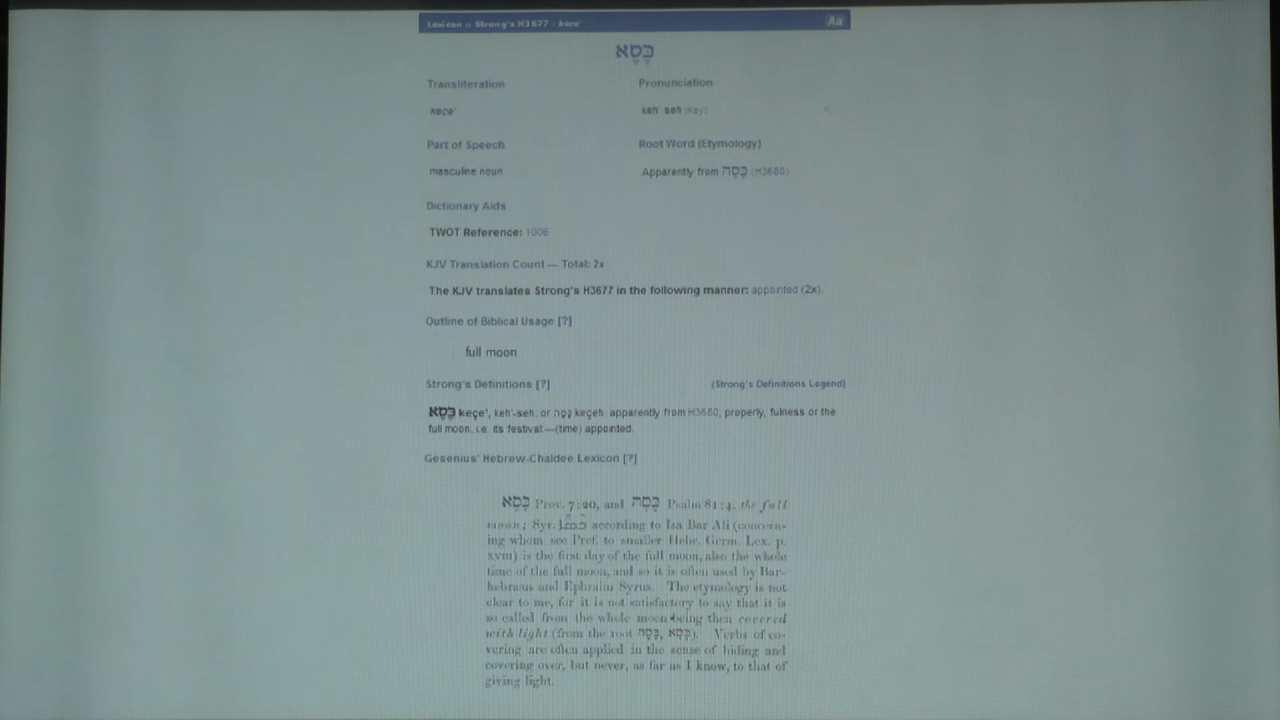 Lexicon :: Strong's H3677 - kece'
Aa
כֶּסֶא
Transliteration
Pronunciation
kece'
keh'·seh (Key)
Part of Speech
Root Word (Etymology)
masculine noun
Apparently from כָּסָה (H3680)
Dictionary Aids
TWOT Reference: 1006
KJV Translation Count — Total: 2x
The KJV translates Strong's H3677 in the following manner: appointed (2x).
Outline of Biblical Usage [?]
full moon
Strong's Definitions [?]
(Strong's Definitions Legend)
כֶּסֶא keçeʼ, keh'-seh; or כֶּסֶה keçeh; apparently from H3680; properly, fulness or the
full moon, i.e. its festival:—(time) appointed.
Gesenius' Hebrew-Chaldee Lexicon [?]
כֶּסֶא Prov. 7:20, and כֶּסֶה Psalm 81:4, the full
moon; Syr. according to Isa Bar Ali (concern-
ing whom see Pref. to smaller Hebr. Germ. Lex. p.
xvm) is the first day of the full moon, also the whole
time of the full moon, and so it is often used by Bar-
hebræus and Ephraim Syrus. The etymology is not
clear to me, for it is not satisfactory to say that it is
so called from the whole moon being then covered
with light (from the root כָּסָה, כָּסָא). Verbs of co-
vering are often applied in the sense of hiding and
covering over, but never, as far as I know, to that of
giving light.